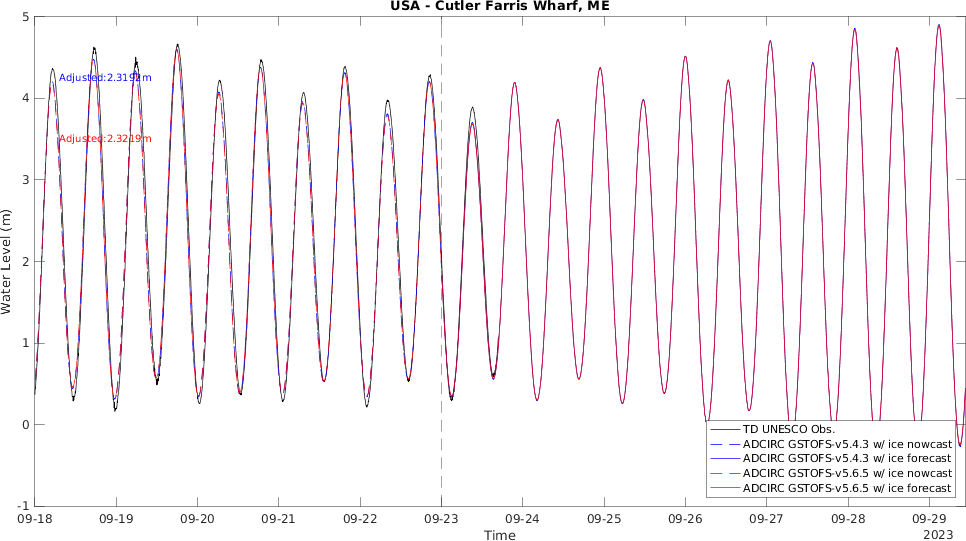 USA - Cutler Farris Wharf, ME
5
4
3
2
1
0
-1
Water Level (m)
Adjusted:2.3192m
Adjusted:2.3219m
TD UNESCO Obs.
ADCIRC GSTOFS-v5.4.3 w/ ice nowcast
ADCIRC GSTOFS-v5.4.3 w/ ice forecast
ADCIRC GSTOFS-v5.6.5 w/ ice nowcast
ADCIRC GSTOFS-v5.6.5 w/ ice forecast
09-18 09-19 09-20 09-21 09-22 09-23 09-24 09-25 09-26 09-27 09-28 09-29
Time
2023